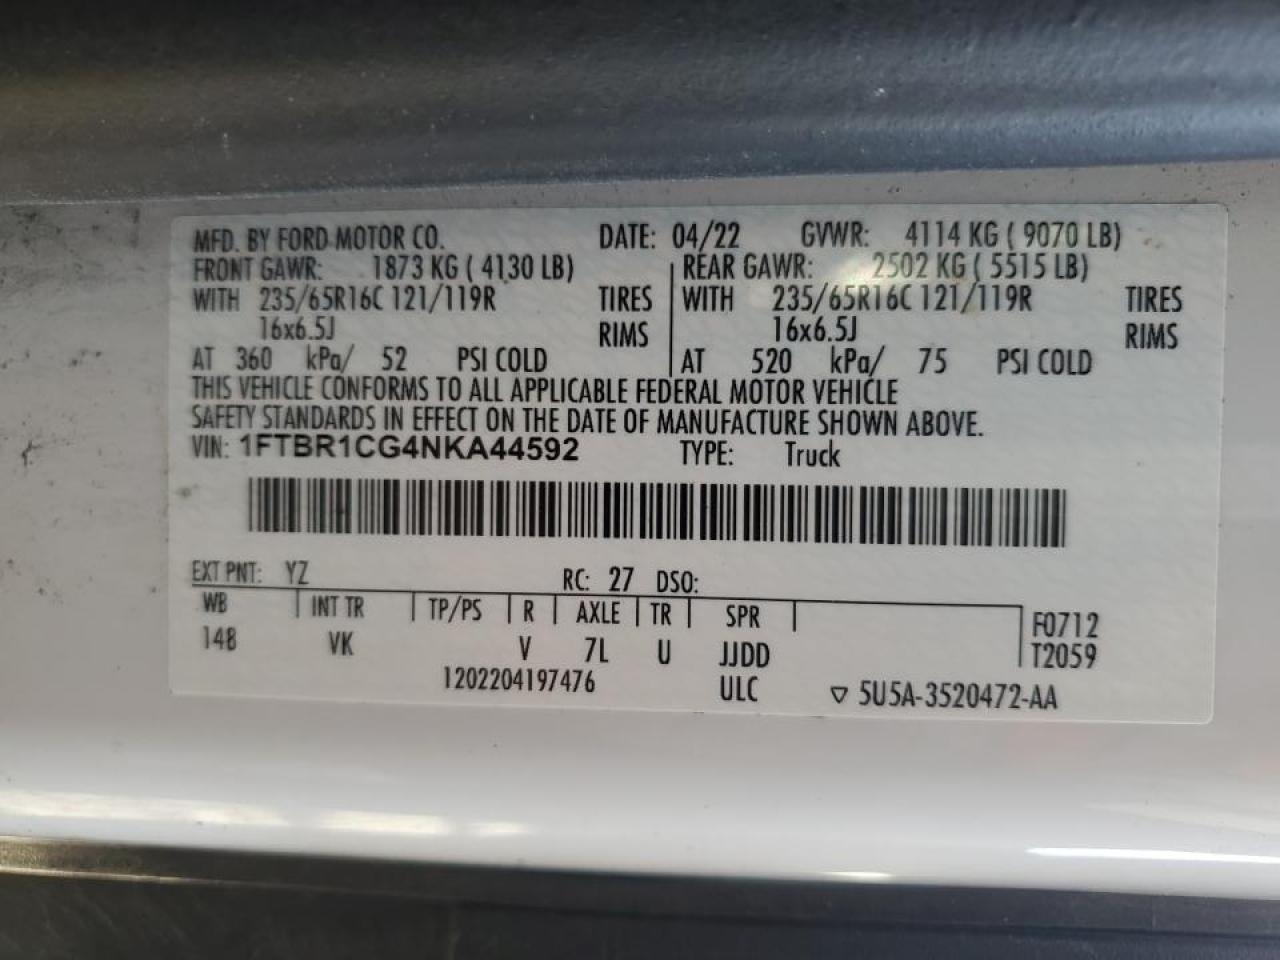 MFD. BY FORD MOTOR CO. DATE: 04/22 GVWR: 4114 KG ( 9070 LB)
FRONT GAWR: 1873 KG ( 4130 LB) REAR GAWR: 2502 KG ( 5515 LB)
WITH 235/65R16C 121/119R TIRES WITH 235/65R16C 121/119R TIRES
16x6.5J RIMS 16x6.5J RIMS
AT 360 kPa/ 52 PSI COLD AT 520 kPa/ 75 PSI COLD
THIS VEHICLE CONFORMS TO ALL APPLICABLE FEDERAL MOTOR VEHICLE
SAFETY STANDARDS IN EFFECT ON THE DATE OF MANUFACTURE SHOWN ABOVE.
VIN: 1FTBR1CG4NKA44592 TYPE: Truck
EXT PNT: YZ RC: 27 DSO:
WB INT TR TP/PS R AXLE TR SPR F0712
148 VK V 7L U JJDD T2059
1202204197476 ULC ▽ 5U5A-3520472-AA